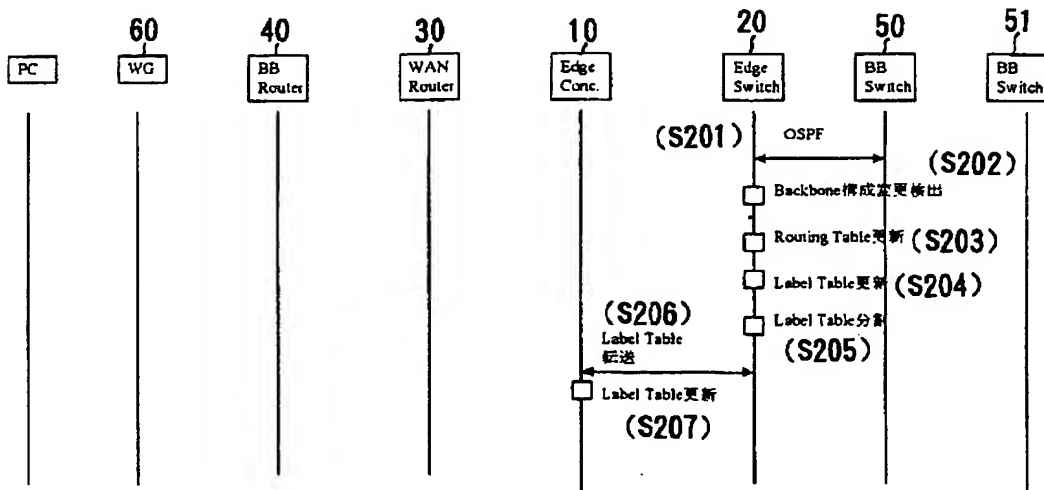 60
40
30
10
20
50
51
PC
WG
BB
Router
WAN
Router
Edge
Conc.
Edge
Switch
BB
Switch
BB
Switch
(S201)
OSPF
(S202)
Backbone構成変更検出
Routing Table更新 (S203)
Label Table更新 (S204)
Label Table分割
(S205)
(S206)
Label Table
転送
Label Table更新
(S207)